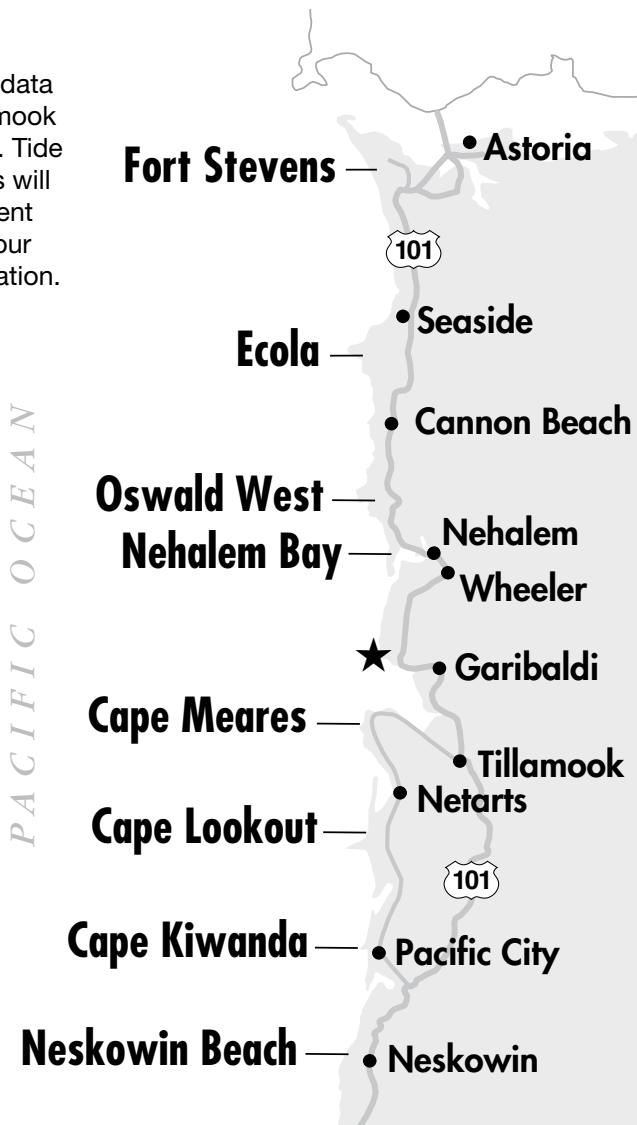 data
mook
. Tide
s will
ent
our
ation.
Fort Stevens
Astoria
101
Seaside
Ecola
Cannon Beach
Oswald West
Nehalem
Nehalem Bay
Wheeler
PACIFIC OCEAN
Garibaldi
Cape Meares
Tillamook
Netarts
Cape Lookout
101
Cape Kiwanda
Pacific City
Neskowin Beach
Neskowin